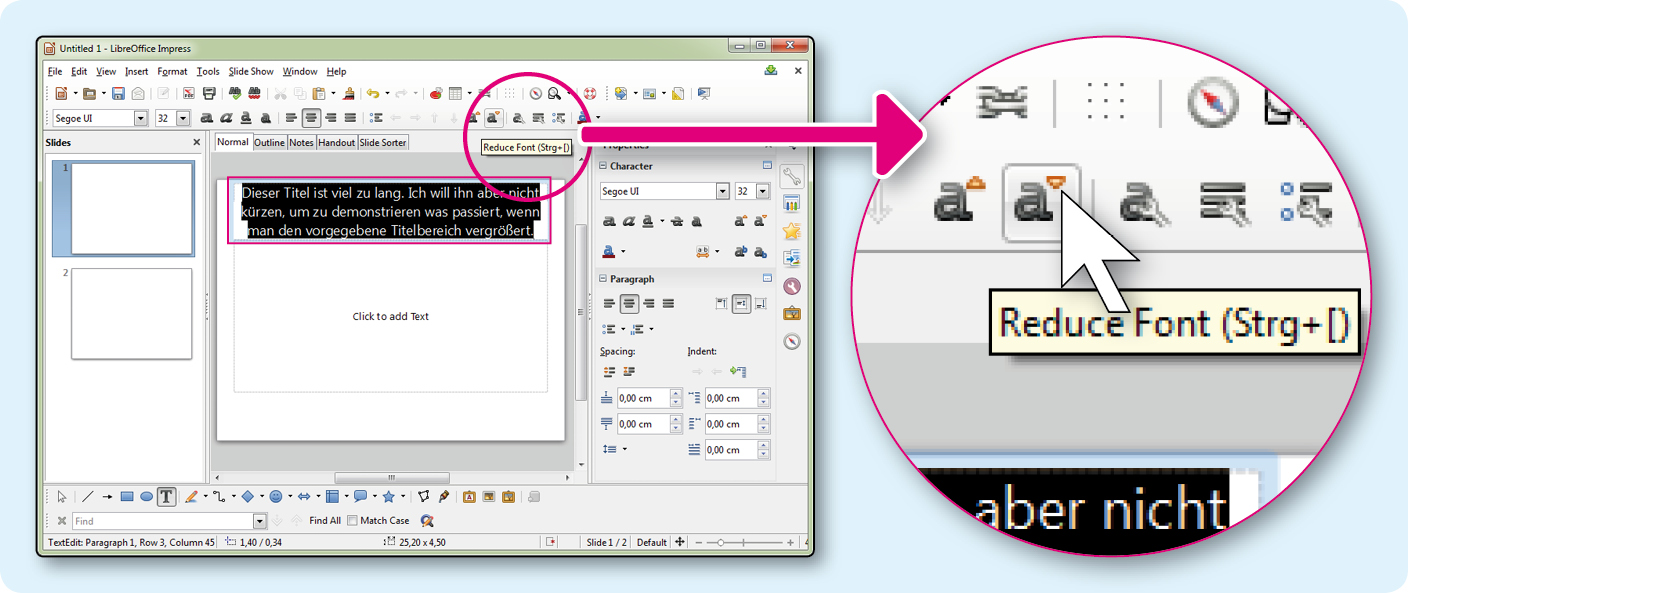 Untitled 1 - LibreOffice Impress
File Edit View Insert Format Tools Slide Show Window Help
Segoe UI 32
Slides
Normal Outline Notes Handout Slide Sorter
Reduce Font (Strg+[)
Properties
1
Dieser Titel ist viel zu lang. Ich will ihn aber nicht
kürzen, um zu demonstrieren was passiert, wenn
man den vorgegebene Titelbereich vergrößert.
2
Click to add Text
Character
Segoe UI 32
Paragraph
Spacing: Indent:
0,00 cm 0,00 cm
0,00 cm 0,00 cm
0,00 cm
Find Find All Match Case
TextEdit: Paragraph 1, Row 3, Column 45 1,40 / 0,34 25,20 x 4,50 Slide 1 / 2 Default
Reduce Font (Strg+[)
aber nicht